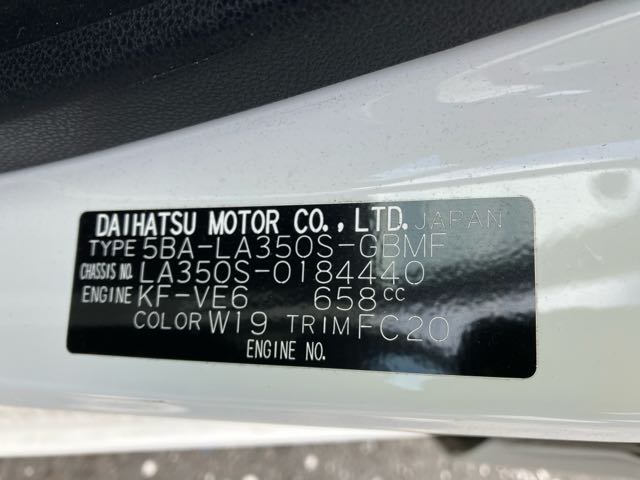 DAIHATSU MOTOR CO., LTD. JAPAN
TYPE 5BA-LA350S-GBMF
CHASSIS NO. LA350S-0184440
ENGINE KF-VE6 658cc
COLOR W19 TRIM FC20
ENGINE NO.